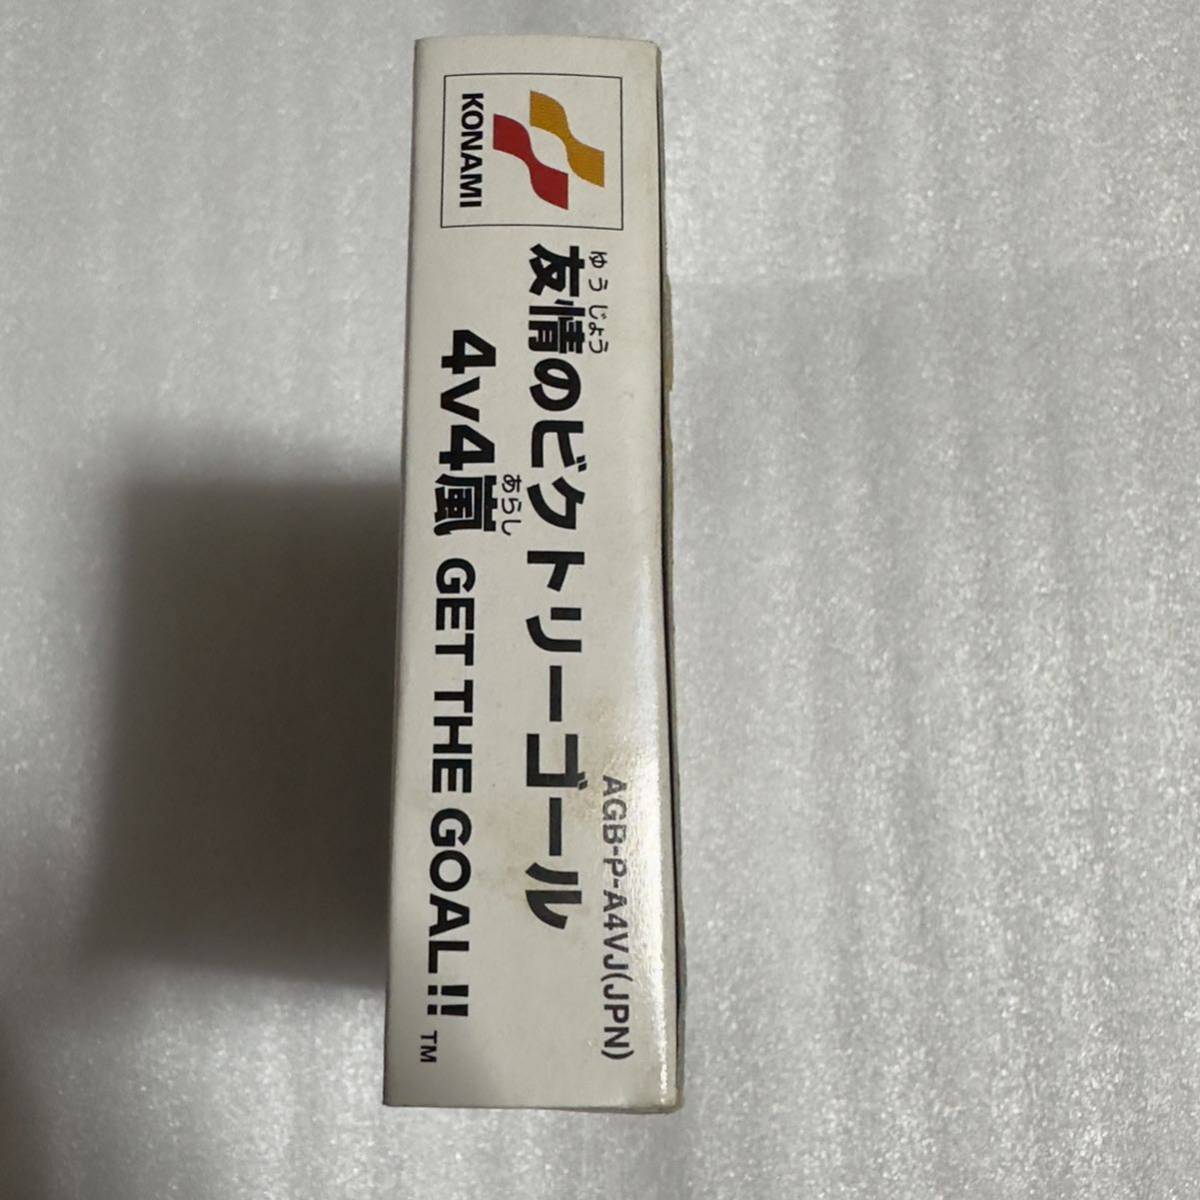 KONAMI
ゆうじょう
友情のビクトリーゴール
あらし
4v4嵐 GET THE GOAL!! TM
AGB-P-A4VJ(JPN)